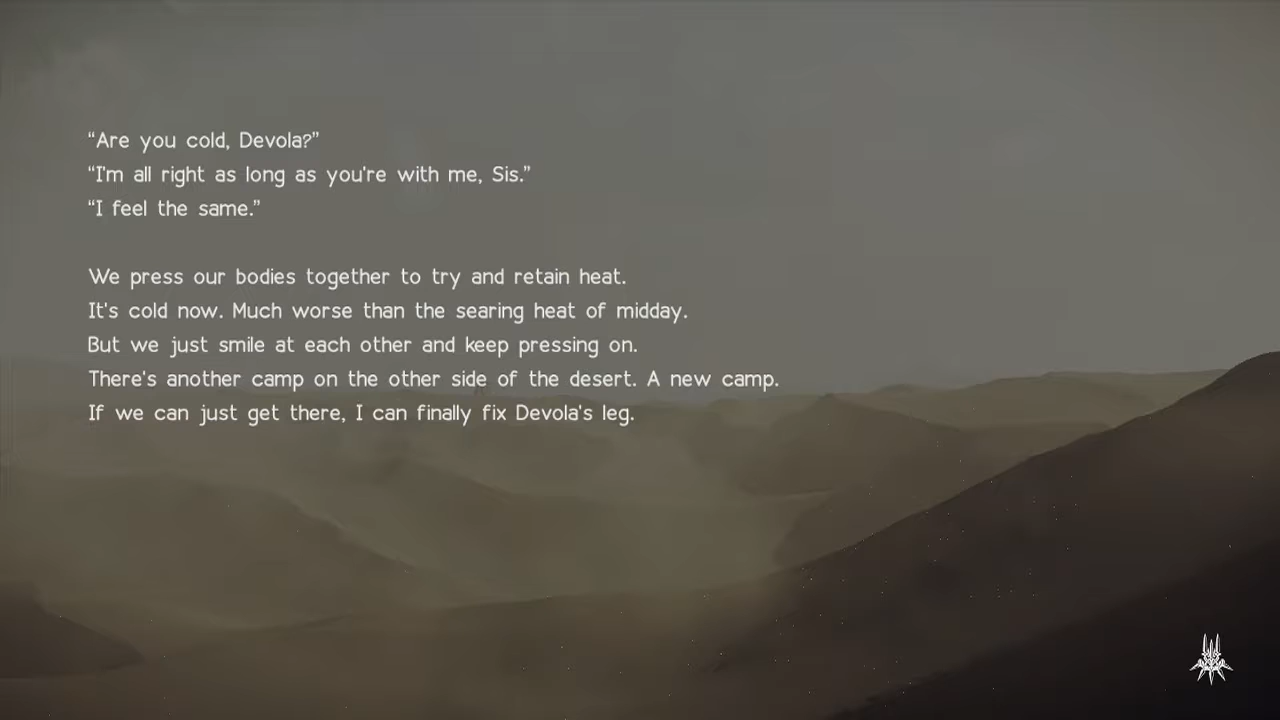 “Are you cold, Devola?”
“I'm all right as long as you're with me, Sis.”
“I feel the same.”
We press our bodies together to try and retain heat.
It's cold now. Much worse than the searing heat of midday.
But we just smile at each other and keep pressing on.
There's another camp on the other side of the desert. A new camp.
If we can just get there, I can finally fix Devola's leg.